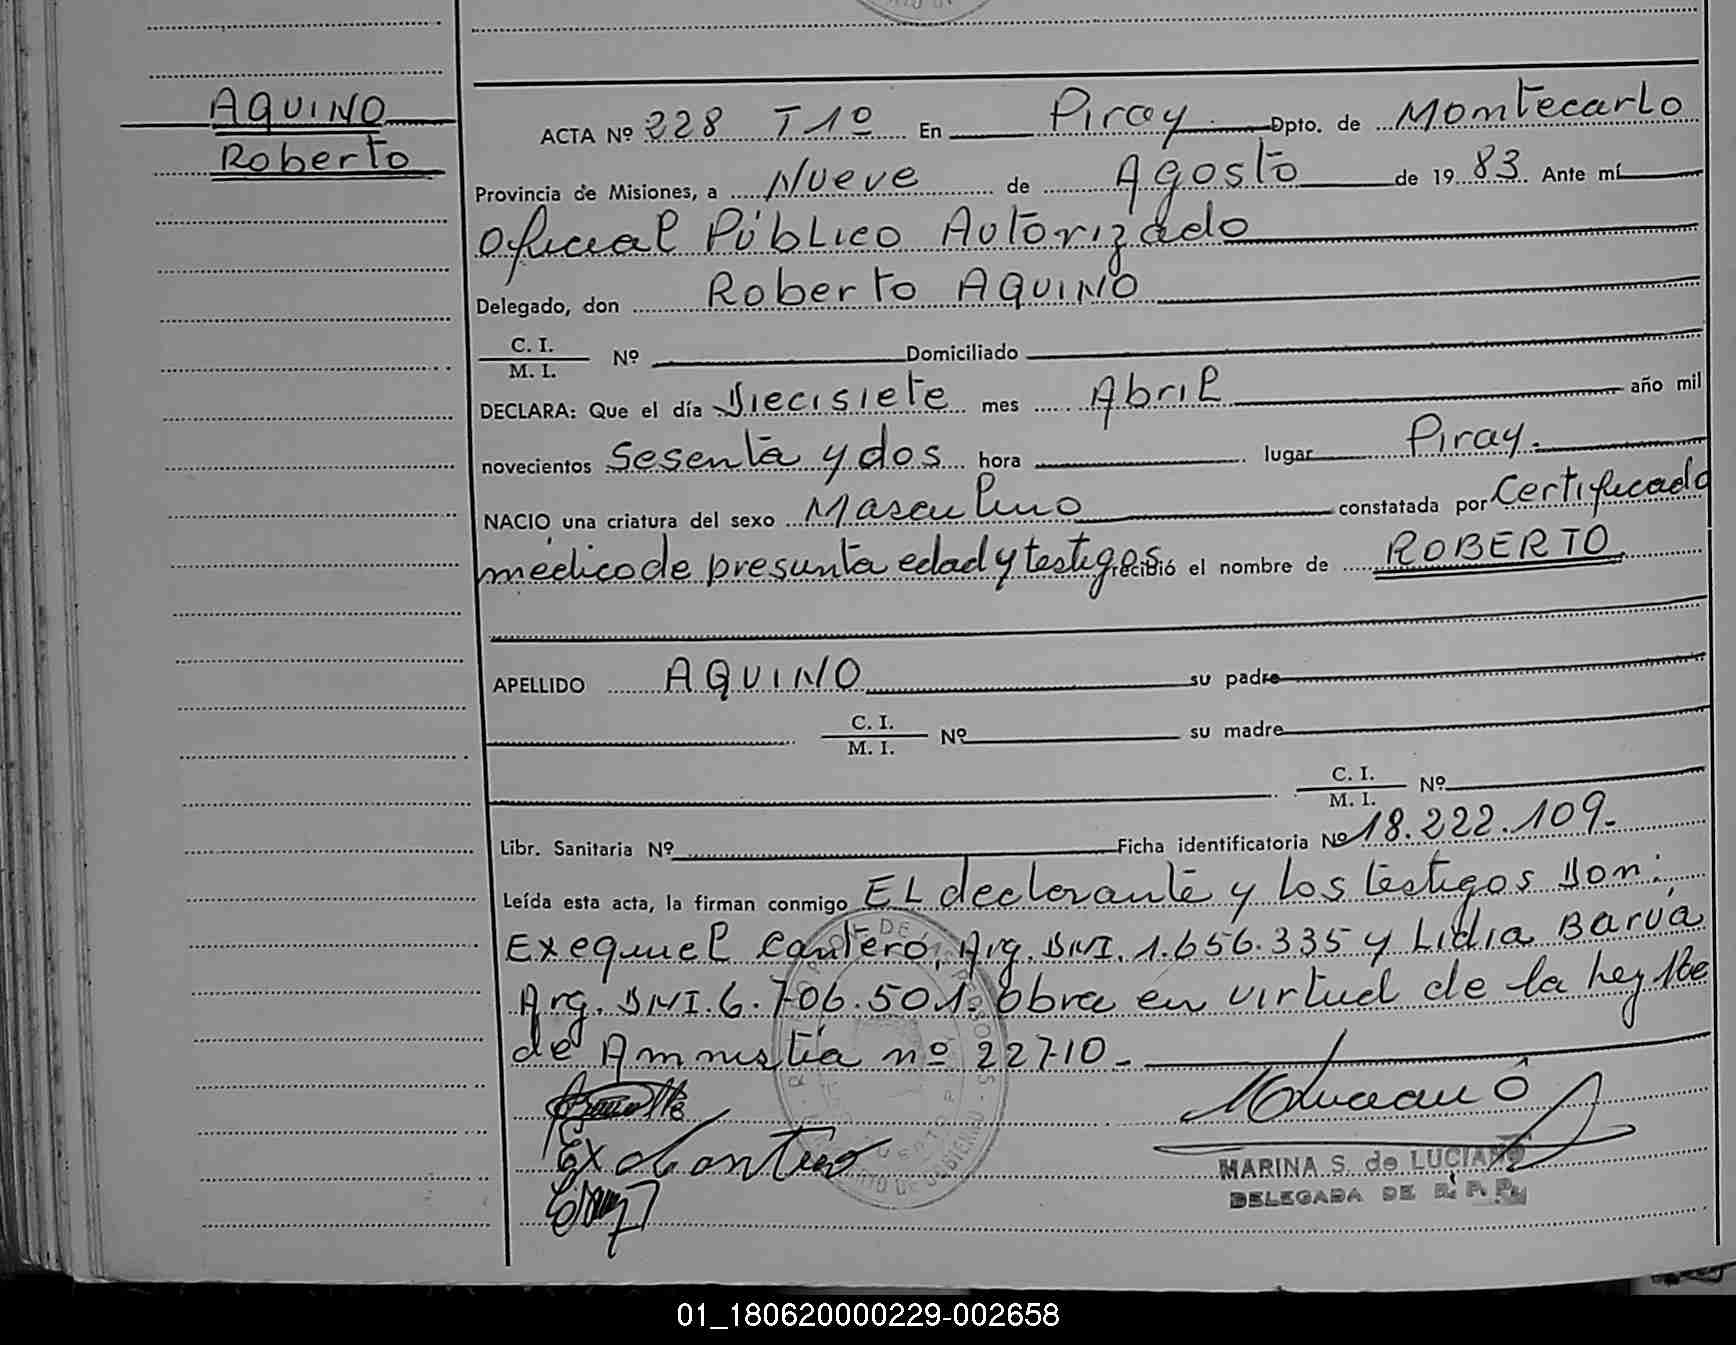 AQUINO
Roberto
ACTA Nº 228 T1º En Piray. Dpto. de Montecarlo
Provincia de Misiones, a Nueve de Agosto de 1983 Ante mí
Oficial Público Autorizado
Delegado, don Roberto AQUINO
C. I.
M. I. Nº Domiciliado
DECLARA: Que el día Diecisiete mes Abril año mil
novecientos Sesenta y dos hora lugar Piray.
NACIO una criatura del sexo Masculino constatada por Certificado
médico de presunta edad y testigos recibió el nombre de ROBERTO
APELLIDO AQUINO su padre
C. I.
M. I. Nº su madre
C. I.
M. I. Nº
Libr. Sanitaria Nº Ficha identificatoria Nº 18.222.109.-
Leída esta acta, la firman conmigo El declarante y los testigos Don:
Exequiel Cantero, Arg. DNI. 1.656.335 y Lidia Barúa
Arg. DNI. 6.706.501. Obra en virtud de la ley
de Amnistía nº 22710.-
Ex Cantero
MARINA S. de LUCIANO
DELEGADA DE R. P. P.
01_180620000229-002658